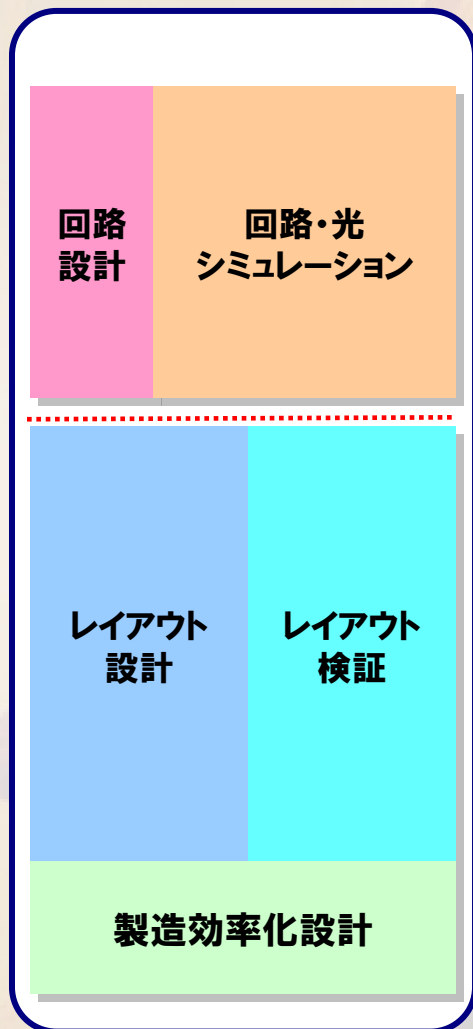 回路
設計
回路・光
シミュレーション
レイアウト
設計
レイアウト
検証
製造効率化設計